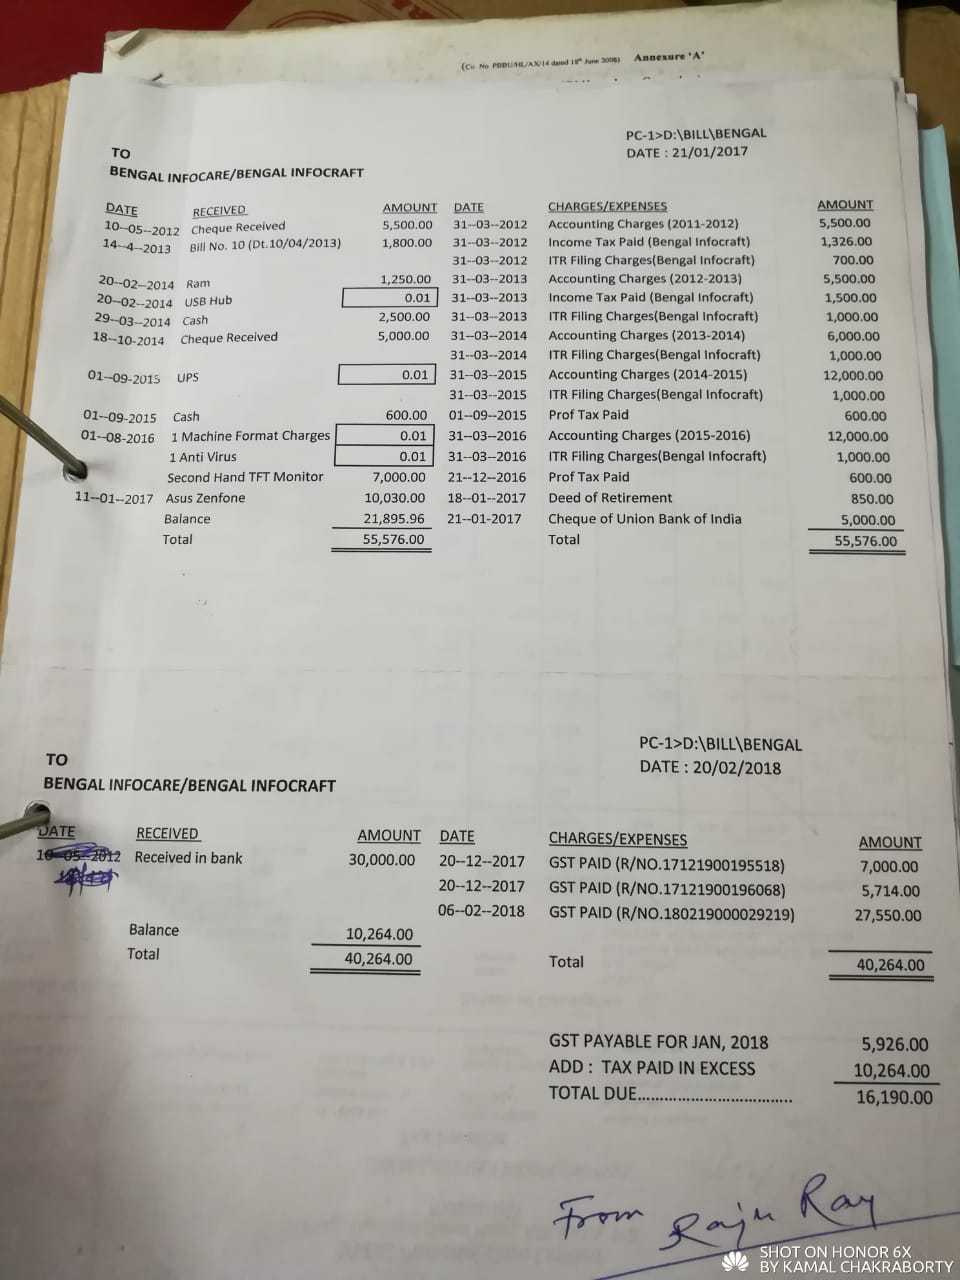 (Co. No PBBU/HL/AX/14 dated 18th June 2008) Annexure 'A'
PC-1>D:\BILL\BENGAL
TO DATE : 21/01/2017
BENGAL INFOCARE/BENGAL INFOCRAFT
DATE RECEIVED AMOUNT DATE CHARGES/EXPENSES AMOUNT
10--05--2012 Cheque Received 5,500.00 31--03--2012 Accounting Charges (2011-2012) 5,500.00
14--4--2013 Bill No. 10 (Dt.10/04/2013) 1,800.00 31--03--2012 Income Tax Paid (Bengal Infocraft) 1,326.00
31--03--2012 ITR Filing Charges(Bengal Infocraft) 700.00
20--02--2014 Ram 1,250.00 31--03--2013 Accounting Charges (2012-2013) 5,500.00
20--02--2014 USB Hub 0.01 31--03--2013 Income Tax Paid (Bengal Infocraft) 1,500.00
29--03--2014 Cash 2,500.00 31--03--2013 ITR Filing Charges(Bengal Infocraft) 1,000.00
18--10-2014 Cheque Received 5,000.00 31--03--2014 Accounting Charges (2013-2014) 6,000.00
31--03--2014 ITR Filing Charges(Bengal Infocraft) 1,000.00
01--09-2015 UPS 0.01 31--03--2015 Accounting Charges (2014-2015) 12,000.00
31--03--2015 ITR Filing Charges(Bengal Infocraft) 1,000.00
01--09--2015 Cash 600.00 01--09--2015 Prof Tax Paid 600.00
01--08-2016 1 Machine Format Charges 0.01 31--03--2016 Accounting Charges (2015-2016) 12,000.00
1 Anti Virus 0.01 31--03--2016 ITR Filing Charges(Bengal Infocraft) 1,000.00
Second Hand TFT Monitor 7,000.00 21--12--2016 Prof Tax Paid 600.00
11--01--2017 Asus Zenfone 10,030.00 18--01--2017 Deed of Retirement 850.00
Balance 21,895.96 21--01-2017 Cheque of Union Bank of India 5,000.00
Total 55,576.00 Total 55,576.00
PC-1>D:\BILL\BENGAL
TO DATE : 20/02/2018
BENGAL INFOCARE/BENGAL INFOCRAFT
DATE RECEIVED AMOUNT DATE CHARGES/EXPENSES AMOUNT
10--05--2012 Received in bank 30,000.00 20--12--2017 GST PAID (R/NO.17121900195518) 7,000.00
20--12--2017 GST PAID (R/NO.17121900196068) 5,714.00
06--02--2018 GST PAID (R/NO.180219000029219) 27,550.00
Balance 10,264.00
Total 40,264.00 Total 40,264.00
GST PAYABLE FOR JAN, 2018 5,926.00
ADD : TAX PAID IN EXCESS 10,264.00
TOTAL DUE.................................. 16,190.00
From Raju Ray
SHOT ON HONOR 6X
BY KAMAL CHAKRABORTY